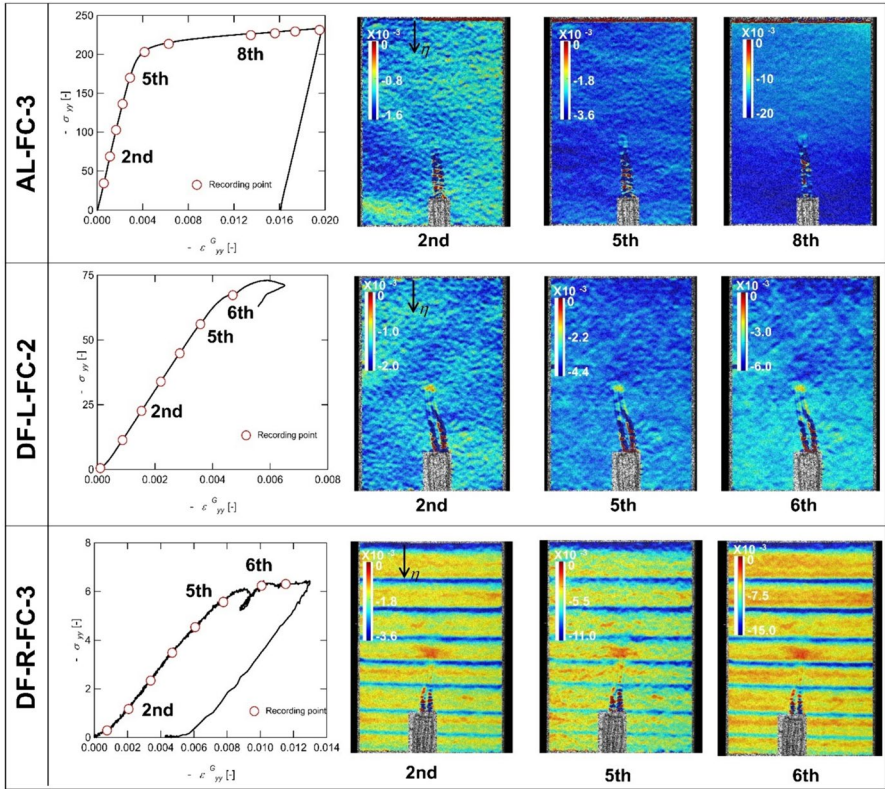 AL-FC-3
250
200
150
100
50
0
0.000 0.004 0.008 0.012 0.016 0.020
- σ yy [-]
- ε G yy [-]
2nd
5th
8th
Recording point
X10 -3
0
-0.8
-1.6
η
2nd
X10 -3
0
-1.8
-3.6
5th
X10 -3
0
-10
-20
8th
DF-L-FC-2
75
50
25
0
0.000 0.002 0.004 0.006 0.008
- σ yy [-]
- ε G yy [-]
2nd
5th
6th
Recording point
X10 -3
0
-1.0
-2.0
η
2nd
X10 -3
0
-2.2
-4.4
5th
X10 -3
0
-3.0
-6.0
6th
DF-R-FC-3
8
6
4
2
0
0.000 0.002 0.004 0.006 0.008 0.010 0.012 0.014
- σ yy [-]
- ε G yy [-]
2nd
5th
6th
Recording point
X10 -3
0
-1.8
-3.6
η
2nd
X10 -3
0
-5.5
-11.0
5th
X10 -3
0
-7.5
-15.0
6th